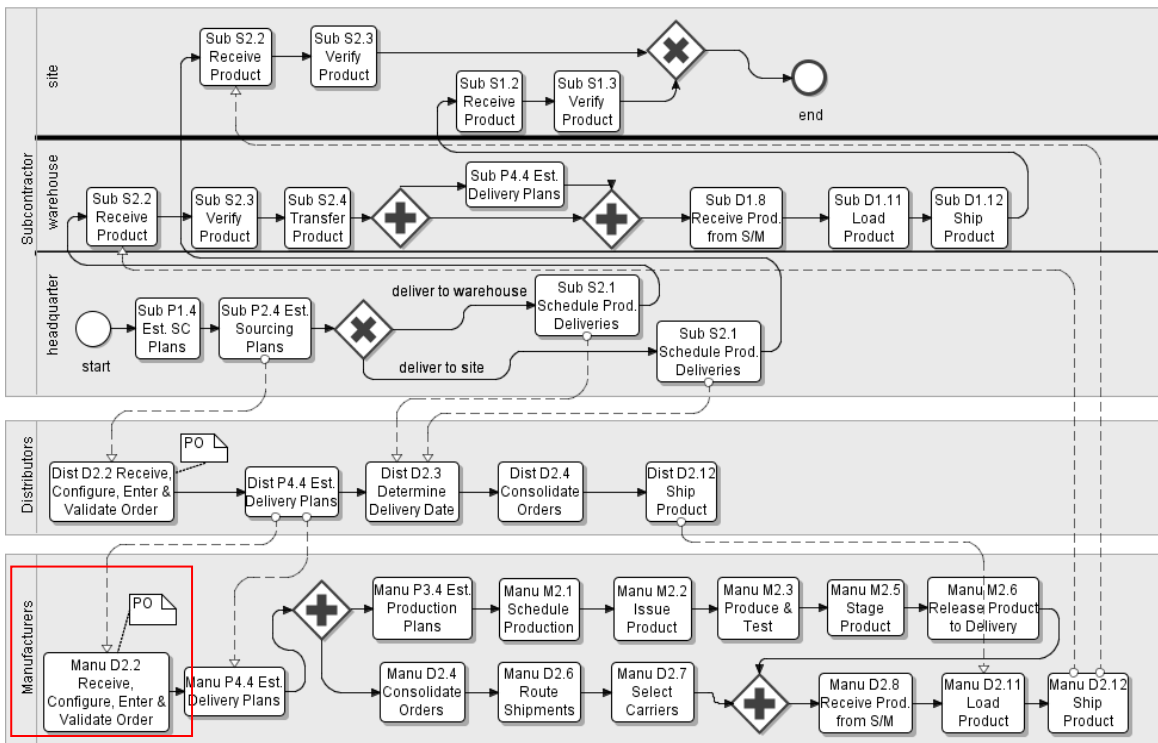 Subcontractor
site
Sub S2.2
Receive
Product
Sub S2.3
Verify
Product
Sub S1.2
Receive
Product
Sub S1.3
Verify
Product
end
warehouse
Sub S2.2
Receive
Product
Sub S2.3
Verify
Product
Sub S2.4
Transfer
Product
Sub P4.4 Est.
Delivery Plans
Sub D1.8
Receive Prod.
from S/M
Sub D1.11
Load
Product
Sub D1.12
Ship
Product
headquarter
start
Sub P1.4
Est. SC
Plans
Sub P2.4 Est.
Sourcing
Plans
deliver to warehouse
Sub S2.1
Schedule Prod.
Deliveries
deliver to site
Sub S2.1
Schedule Prod.
Deliveries
Distributors
PO
Dist D2.2 Receive,
Configure, Enter &
Validate Order
Dist P4.4 Est.
Delivery Plans
Dist D2.3
Determine
Delivery Date
Dist D2.4
Consolidate
Orders
Dist D2.12
Ship
Product
Manufacturers
PO
Manu D2.2
Receive,
Configure, Enter &
Validate Order
Manu P4.4 Est.
Delivery Plans
Manu P3.4 Est.
Production
Plans
Manu M2.1
Schedule
Production
Manu M2.2
Issue
Product
Manu M2.3
Produce &
Test
Manu M2.5
Stage
Product
Manu M2.6
Release Product
to Delivery
Manu D2.4
Consolidate
Orders
Manu D2.6
Route
Shipments
Manu D2.7
Select
Carriers
Manu D2.8
Receive Prod.
from S/M
Manu D2.11
Load
Product
Manu D2.12
Ship
Product